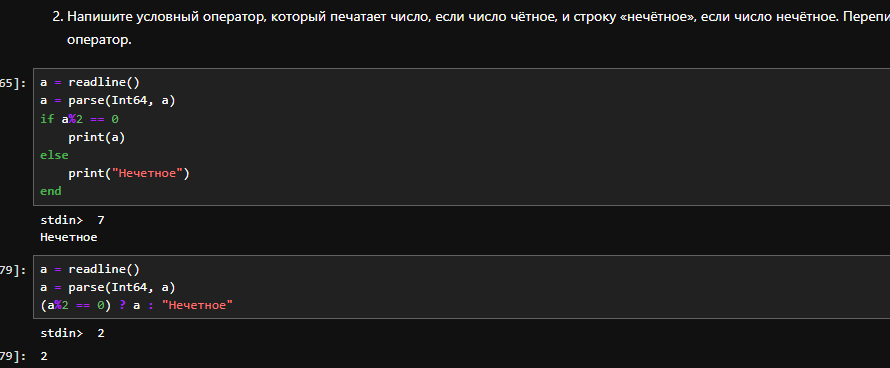 2. Напишите условный оператор, который печатает число, если число чётное, и строку «нечётное», если число нечётное.
оператор.
65]:
a = readline()
a = parse(Int64, a)
if a%2 == 0
    print(a)
else
    print("Нечетное")
end
stdin>  7
Нечетное
79]:
a = readline()
a = parse(Int64, a)
(a%2 == 0) ? a : "Нечетное"
stdin>  2
79]: 2